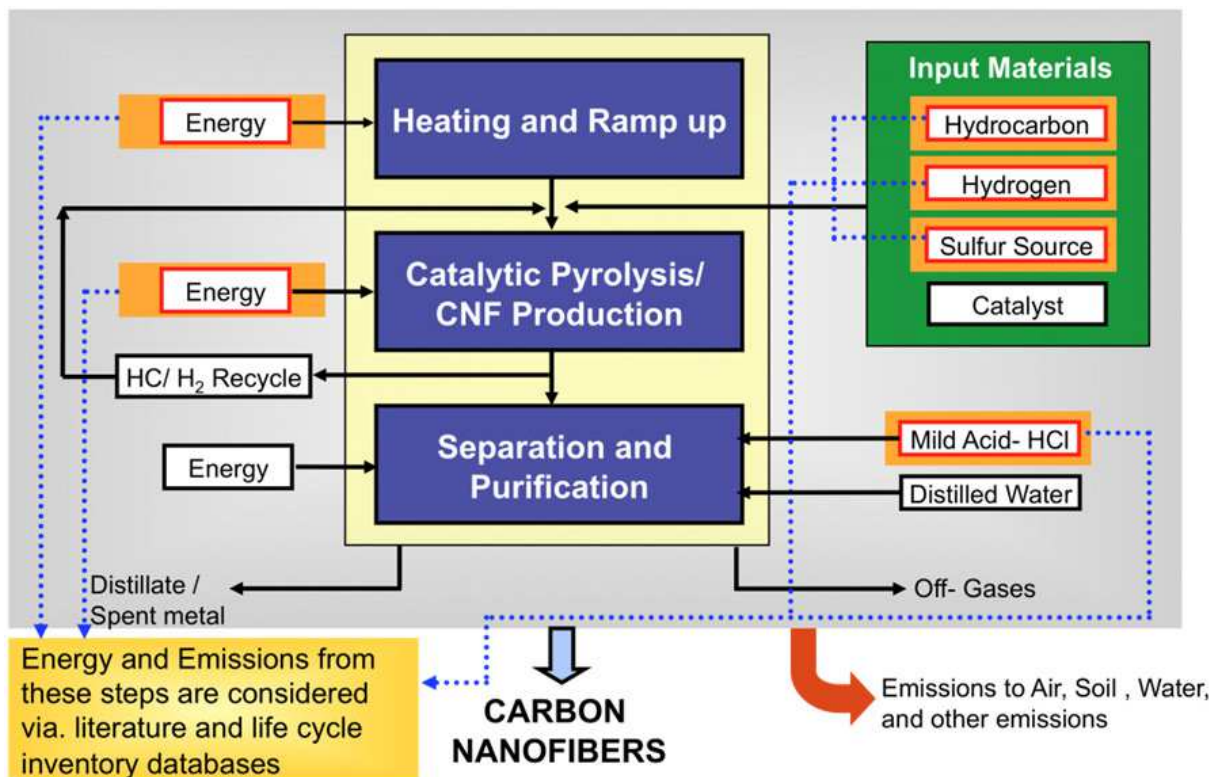 Input Materials
Energy
Heating and Ramp up
Hydrocarbon
Hydrogen
Sulfur Source
Catalyst
Energy
Catalytic Pyrolysis/
CNF Production
HC/ H₂ Recycle
Energy
Separation and
Purification
Mild Acid- HCl
Distilled Water
Distillate /
Spent metal
Off- Gases
Energy and Emissions from
these steps are considered
via. literature and life cycle
inventory databases
CARBON
NANOFIBERS
Emissions to Air, Soil , Water,
and other emissions